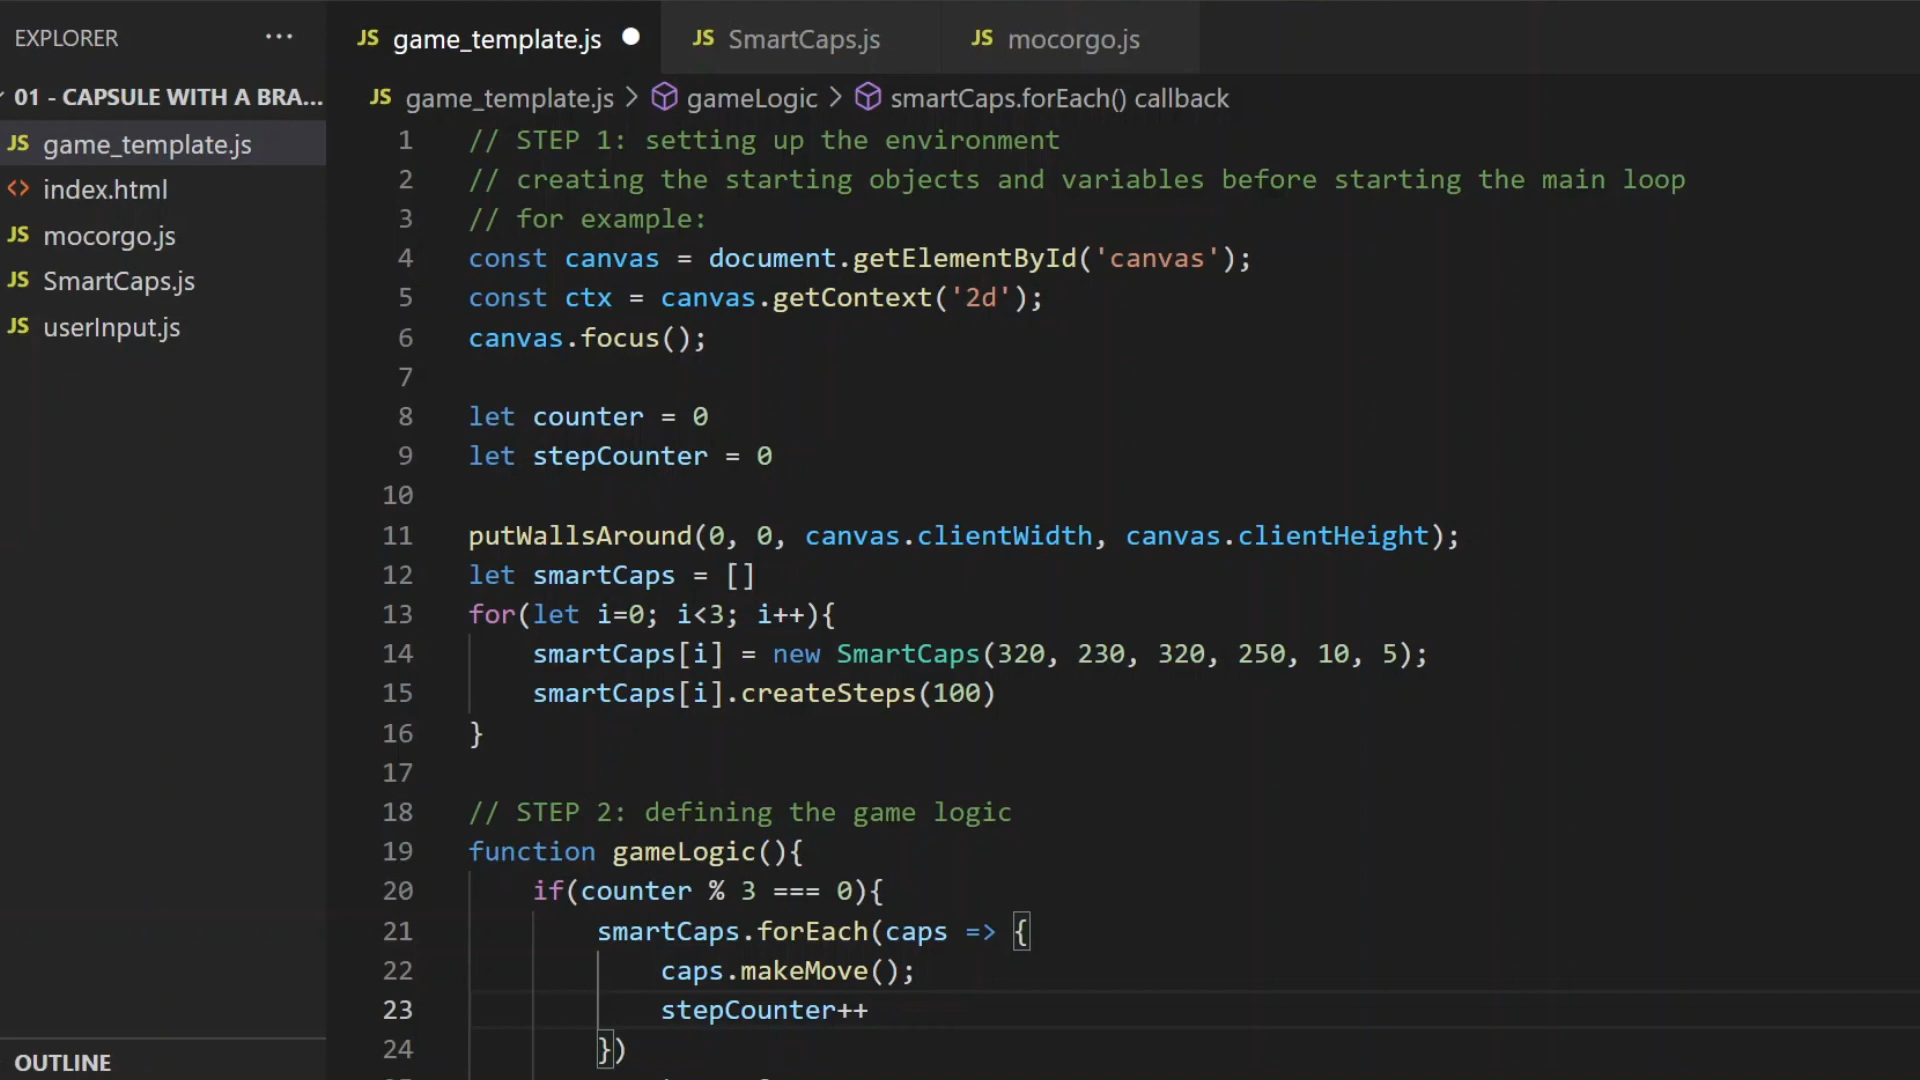 EXPLORER ···
01 - CAPSULE WITH A BRA...
JS game_template.js
<> index.html
JS mocorgo.js
JS SmartCaps.js
JS userInput.js
OUTLINE
JS game_template.js ● JS SmartCaps.js JS mocorgo.js
JS game_template.js > gameLogic > smartCaps.forEach() callback
1 // STEP 1: setting up the environment
2 // creating the starting objects and variables before starting the main loop
3 // for example:
4 const canvas = document.getElementById('canvas');
5 const ctx = canvas.getContext('2d');
6 canvas.focus();
7
8 let counter = 0
9 let stepCounter = 0
10
11 putWallsAround(0, 0, canvas.clientWidth, canvas.clientHeight);
12 let smartCaps = []
13 for(let i=0; i<3; i++){
14     smartCaps[i] = new SmartCaps(320, 230, 320, 250, 10, 5);
15     smartCaps[i].createSteps(100)
16 }
17
18 // STEP 2: defining the game logic
19 function gameLogic(){
20     if(counter % 3 === 0){
21         smartCaps.forEach(caps => {
22             caps.makeMove();
23             stepCounter++
24         })